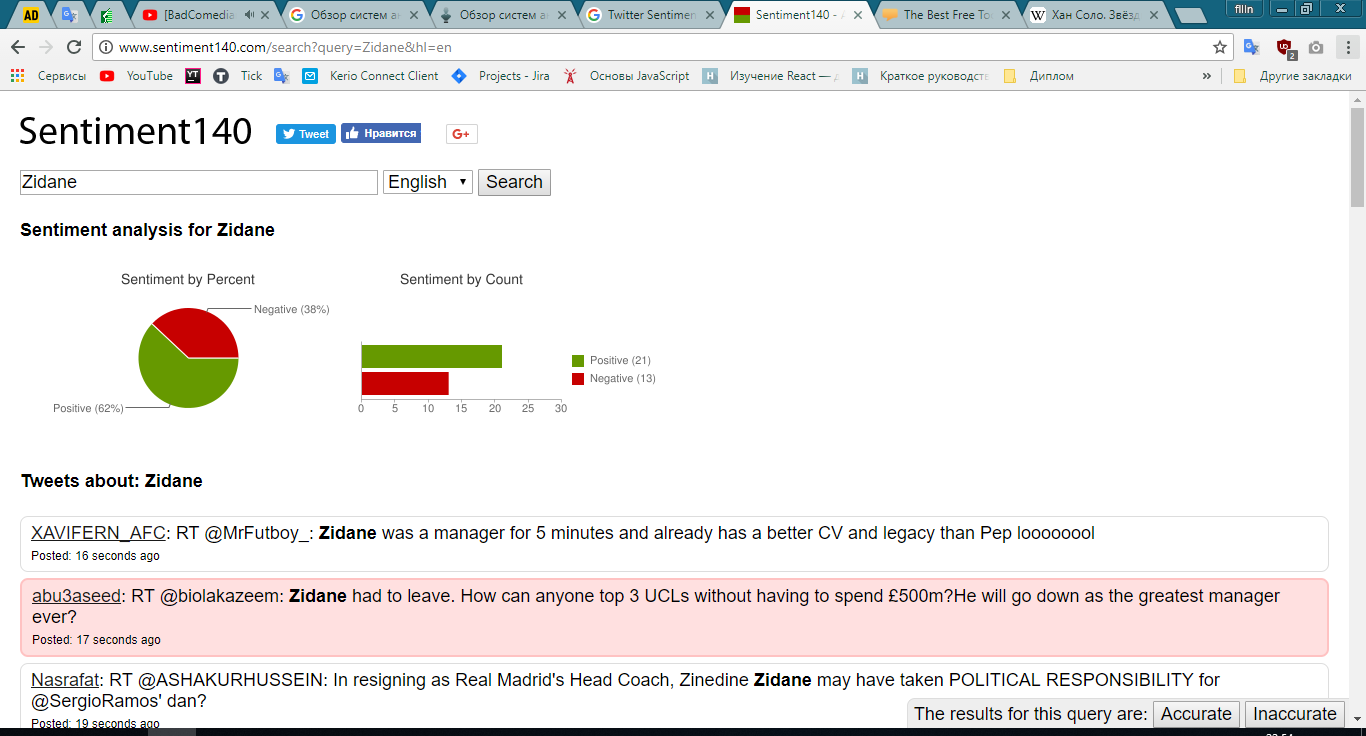 AD
[BadComedia
Обзор систем ан
Обзор систем ан
Twitter Sentimen
Sentiment140 -
The Best Free To
Хан Соло. Звёзд
fIIn
www.sentiment140.com/search?query=Zidane&hl=en
2
Сервисы
YouTube
YT
Tick
Kerio Connect Client
Projects - Jira
Основы JavaScript
H
Изучение React —
H
Краткое руководств
Диплом
»
Другие закладки
Sentiment140
Tweet
Нравится
G+
Zidane
English
Search
Sentiment analysis for Zidane
Sentiment by Percent
Sentiment by Count
Negative (38%)
Positive (62%)
Positive (21)
Negative (13)
0 5 10 15 20 25 30
Tweets about: Zidane
XAVIFERN_AFC: RT @MrFutboy_: Zidane was a manager for 5 minutes and already has a better CV and legacy than Pep loooooool
Posted: 16 seconds ago
abu3aseed: RT @biolakazeem: Zidane had to leave. How can anyone top 3 UCLs without having to spend £500m?He will go down as the greatest manager
ever?
Posted: 17 seconds ago
Nasrafat: RT @ASHAKURHUSSEIN: In resigning as Real Madrid's Head Coach, Zinedine Zidane may have taken POLITICAL RESPONSIBILITY for
@SergioRamos' dan?
Posted: 19 seconds ago
The results for this query are: Accurate Inaccurate